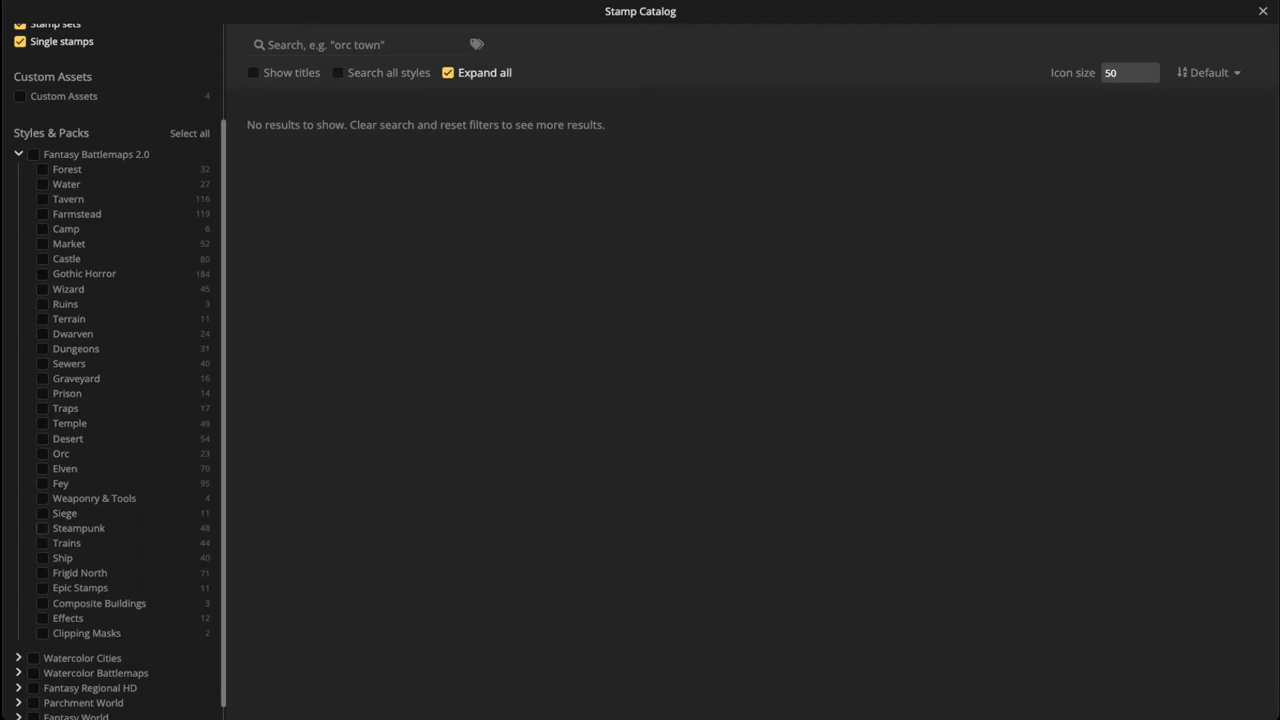 Stamp Catalog
Stamp sets
Single stamps
Custom Assets
Custom Assets 4
Styles & Packs Select all
Fantasy Battlemaps 2.0
Forest 32
Water 27
Tavern 116
Farmstead 119
Camp 6
Market 52
Castle 80
Gothic Horror 184
Wizard 45
Ruins 3
Terrain 11
Dwarven 24
Dungeons 31
Sewers 40
Graveyard 16
Prison 14
Traps 17
Temple 49
Desert 54
Orc 23
Elven 70
Fey 95
Weaponry & Tools 4
Siege 11
Steampunk 48
Trains 44
Ship 40
Frigid North 71
Epic Stamps 11
Composite Buildings 3
Effects 12
Clipping Masks 2
Watercolor Cities
Watercolor Battlemaps
Fantasy Regional HD
Parchment World
Fantasy World
Search, e.g. "orc town"
Show titles Search all styles Expand all Icon size 50 Default
No results to show. Clear search and reset filters to see more results.